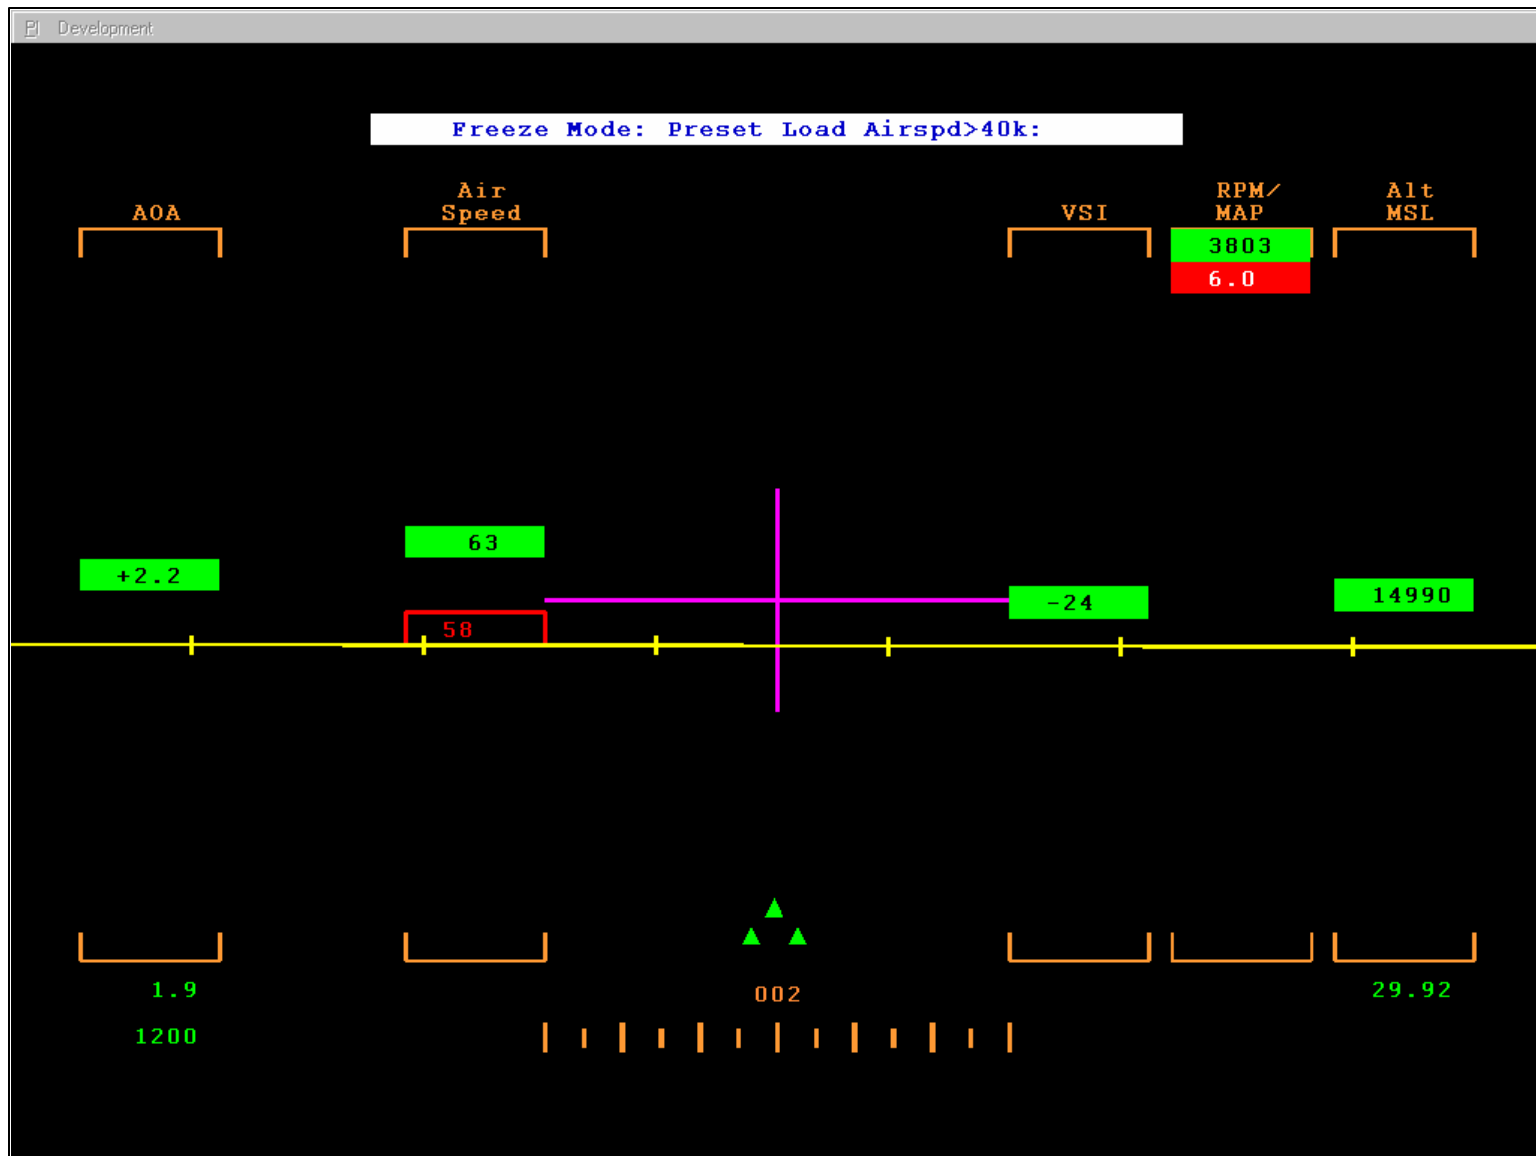 PI Development
Freeze Mode: Preset Load Airspd>40k:
AOA
Air
Speed
VSI
RPM/
MAP
Alt
MSL
3803
6.0
63
+2.2
-24
14990
58
1.9
002
29.92
1200